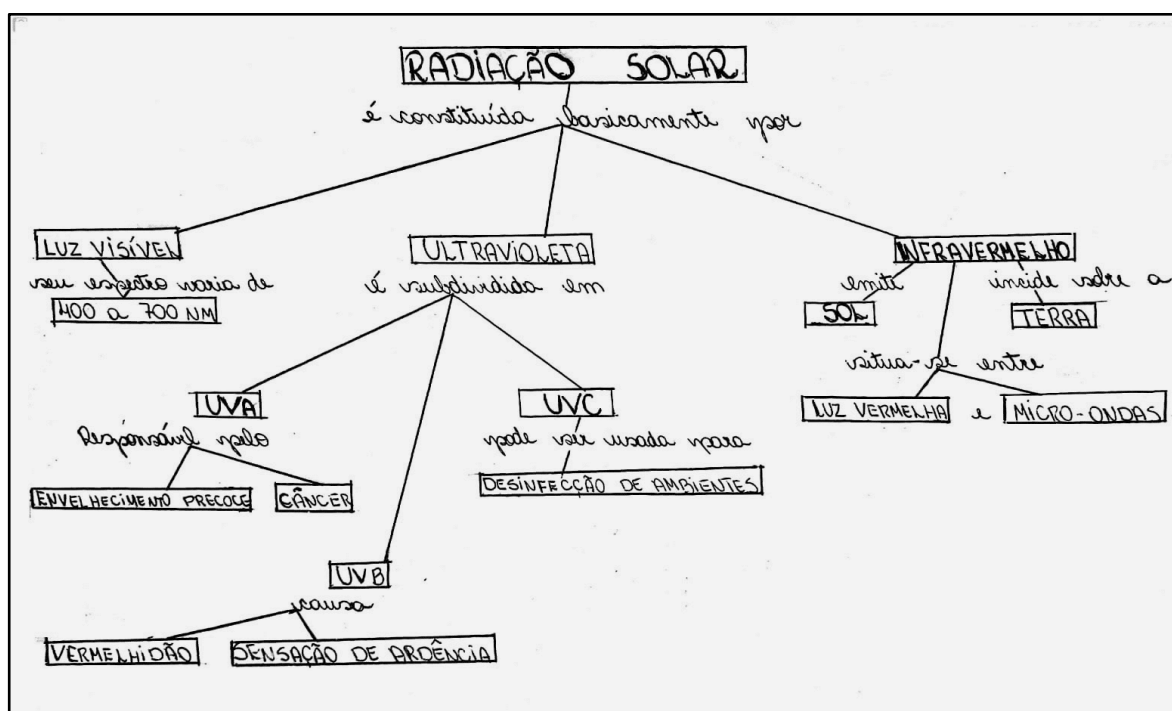 RADIAÇÃO SOLAR
é constituída basicamente por
LUZ VISÍVEL
seu espectro varia de
400 a 700 NM
ULTRAVIOLETA
é subdividida em
INFRAVERMELHO
emite
SOL
incide sobre a
TERRA
situa-se entre
LUZ VERMELHA e MICRO-ONDAS
UVA
Responsável pelo
ENVELHECIMENTO PRECOCE
CÂNCER
UVC
pode ser usada para
DESINFECÇÃO DE AMBIENTES
UVB
causa
VERMELHIDÃO
SENSAÇÃO DE ARDÊNCIA